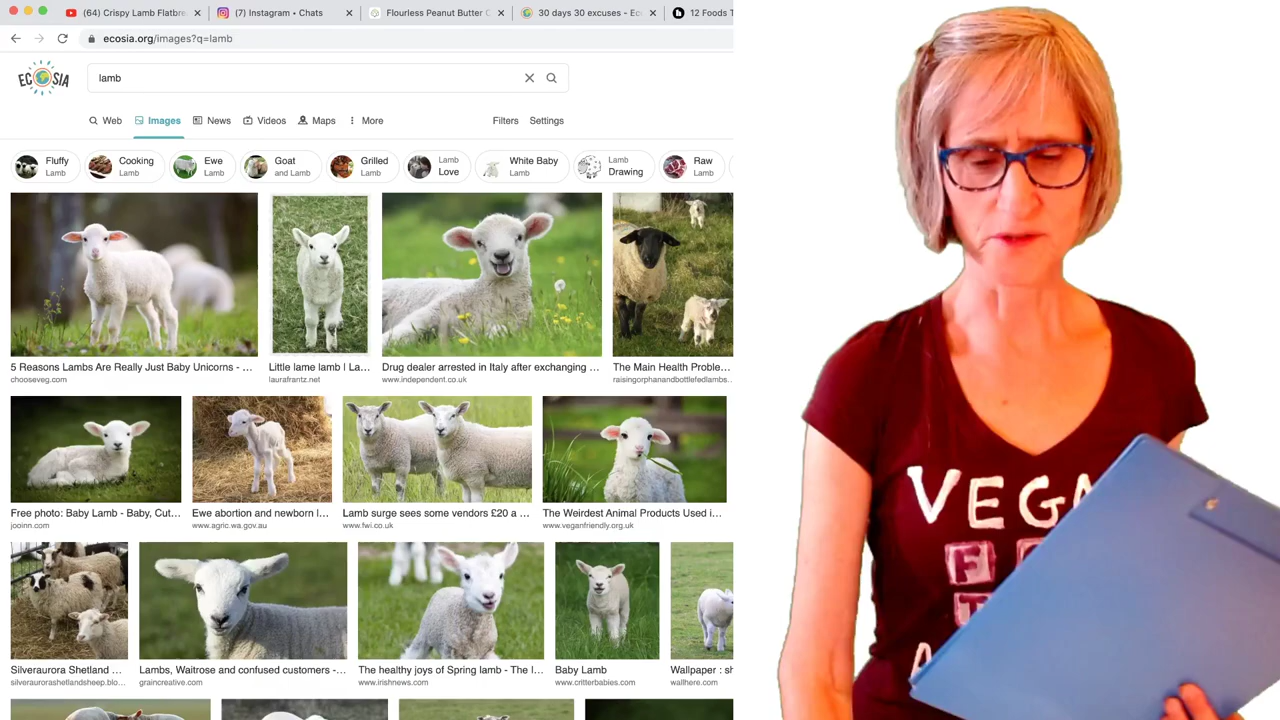 (64) Crispy Lamb Flatbre
(7) Instagram • Chats
Flourless Peanut Butter C
30 days 30 excuses - Ec
12 Foods T
ecosia.org/images?q=lamb
ECOSIA
lamb
Web
Images
News
Videos
Maps
More
Filters
Settings
Fluffy
Lamb
Cooking
Lamb
Ewe
Lamb
Goat
and Lamb
Grilled
Lamb
Lamb
Love
White Baby
Lamb
Lamb
Drawing
Raw
Lamb
5 Reasons Lambs Are Really Just Baby Unicorns - ...
chooseveg.com
Little lame lamb | La...
laurafrantz.net
Drug dealer arrested in Italy after exchanging ...
www.independent.co.uk
The Main Health Proble...
raisingorphanandbottlefedlambs...
Free photo: Baby Lamb - Baby, Cut...
jooinn.com
Ewe abortion and newborn l...
www.agric.wa.gov.au
Lamb surge sees some vendors £20 a ...
www.fwi.co.uk
The Weirdest Animal Products Used i...
www.veganfriendly.org.uk
Silveraurora Shetland ...
silveraurorashetlandsheep.blo...
Lambs, Waitrose and confused customers - ...
graincreative.com
The healthy joys of Spring lamb - The I...
www.irishnews.com
Baby Lamb
www.critterbabies.com
Wallpaper : sh
wallhere.com
VEGA
F
T
A